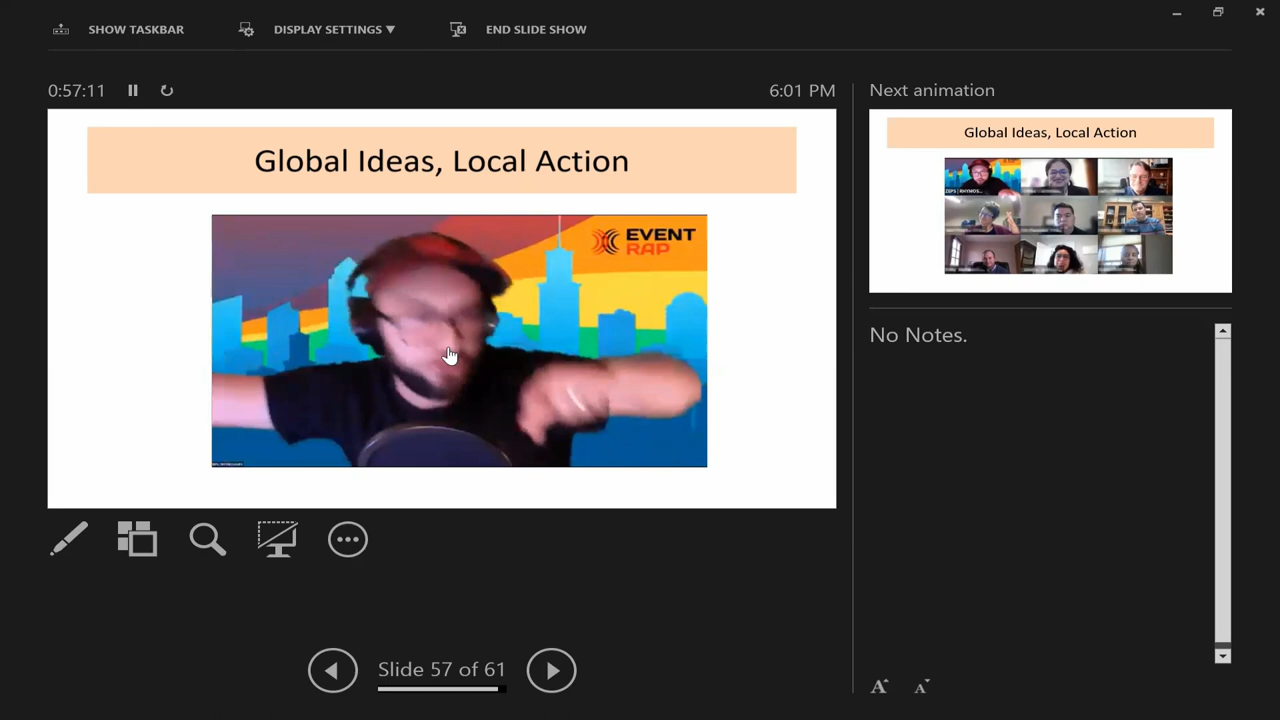 SHOW TASKBAR
DISPLAY SETTINGS ▼
END SLIDE SHOW
0:57:11
6:01 PM
Global Ideas, Local Action
EVENT
RAP
Next animation
Global Ideas, Local Action
No Notes.
Slide 57 of 61
A
A